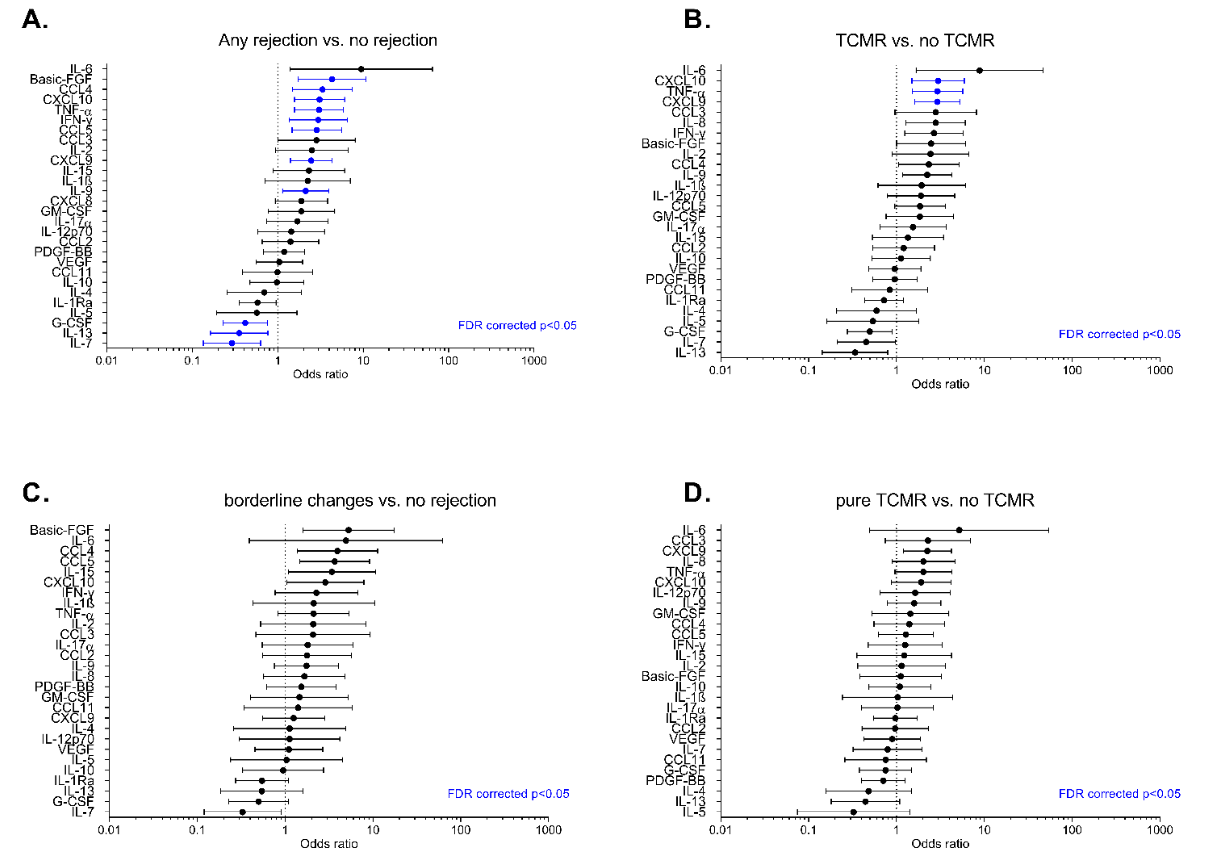 A.
Any rejection vs. no rejection
IL-6
Basic-FGF
CCL4
CXCL10
TNF-α
IFN-γ
CCL5
CCL3
IL-2
CXCL9
IL-15
IL-1ß
IL-9
CXCL8
GM-CSF
IL-17α
IL-12p70
CCL2
PDGF-BB
VEGF
CCL11
IL-10
IL-4
IL-1Ra
IL-5
G-CSF
IL-13
IL-7
FDR corrected p<0.05
0.01 0.1 1 10 100 1000
Odds ratio
B.
TCMR vs. no TCMR
IL-6
CXCL10
TNF-α
CXCL9
CCL3
IL-8
IFN-γ
Basic-FGF
IL-2
CCL4
IL-9
IL-1ß
IL-12p70
CCL5
GM-CSF
IL-17α
IL-15
CCL2
IL-10
VEGF
PDGF-BB
CCL11
IL-1Ra
IL-4
IL-5
G-CSF
IL-7
IL-13
FDR corrected p<0.05
0.01 0.1 1 10 100 1000
Odds ratio
C.
borderline changes vs. no rejection
Basic-FGF
IL-6
CCL4
CCL5
IL-15
CXCL10
IFN-γ
IL-1ß
TNF-α
IL-2
CCL3
IL-17α
CCL2
IL-9
IL-8
PDGF-BB
GM-CSF
CCL11
CXCL9
IL-4
IL-12p70
VEGF
IL-5
IL-10
IL-1Ra
IL-13
G-CSF
IL-7
FDR corrected p<0.05
0.01 0.1 1 10 100 1000
Odds ratio
D.
pure TCMR vs. no TCMR
IL-6
CCL3
CXCL9
IL-8
TNF-α
CXCL10
IL-12p70
IL-9
GM-CSF
CCL4
CCL5
IFN-γ
IL-15
IL-2
Basic-FGF
IL-10
IL-1ß
IL-17α
IL-1Ra
CCL2
VEGF
IL-7
CCL11
G-CSF
PDGF-BB
IL-4
IL-13
IL-5
FDR corrected p<0.05
0.01 0.1 1 10 100 1000
Odds ratio